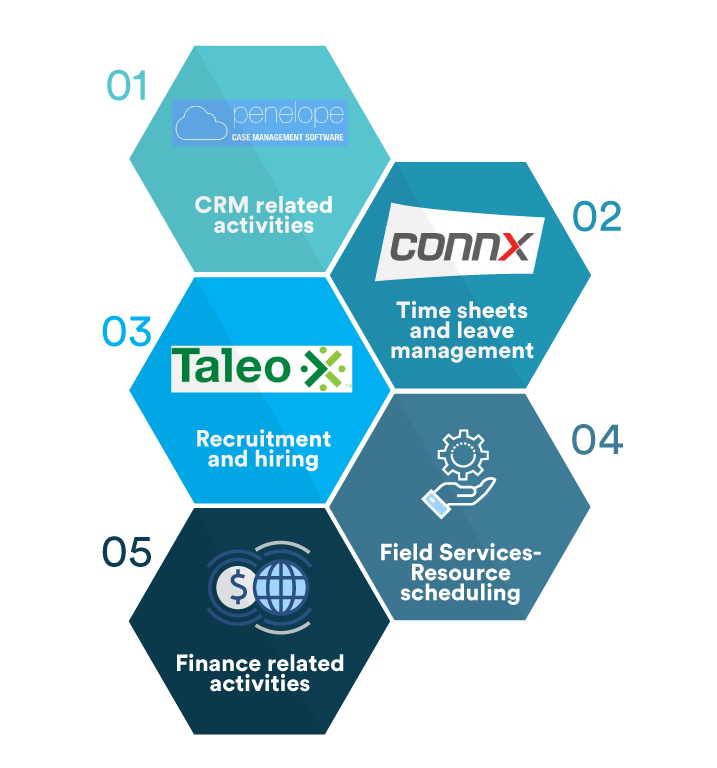 01
penelope
CASE MANAGEMENT SOFTWARE
CRM related
activities
02
connx
Time sheets
and leave
management
03
Taleo
TM
Recruitment
and hiring
04
Field Services-
Resource
scheduling
05
$
Finance related
activities